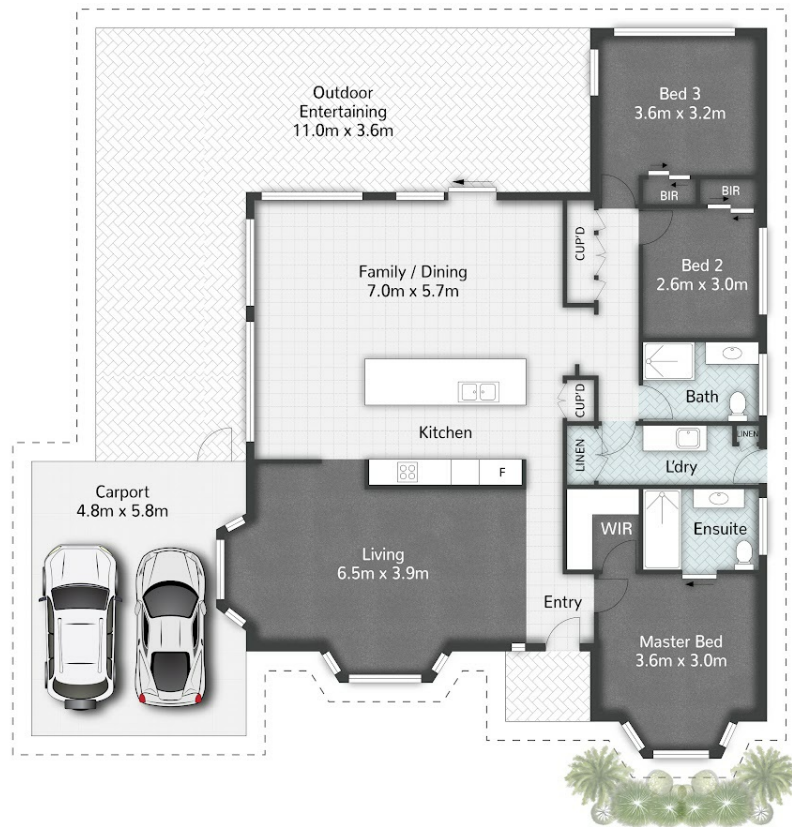 Outdoor
Entertaining
11.0m x 3.6m
Bed 3
3.6m x 3.2m
BIR
BIR
CUP'D
Family / Dining
7.0m x 5.7m
Bed 2
2.6m x 3.0m
Bath
CUP'D
Kitchen
LINEN
LINEN
L'dry
F
Carport
4.8m x 5.8m
WIR
Ensuite
Living
6.5m x 3.9m
Entry
Master Bed
3.6m x 3.0m